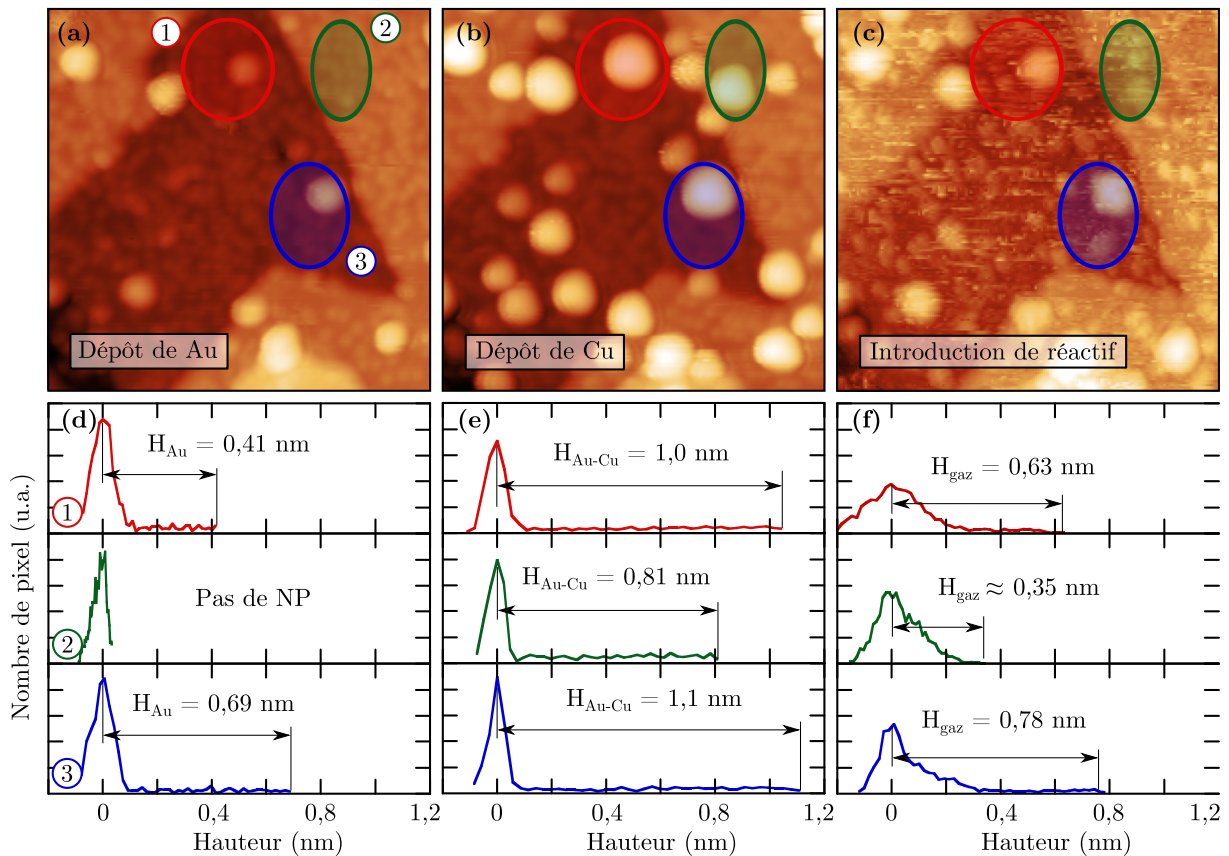 (a) 1 2
3
Dépôt de Au
(b)
Dépôt de Cu
(c)
Introduction de réactif
Nombre de pixel (u.a.)
(d)
H_Au = 0,41 nm
1
Pas de NP
2
H_Au = 0,69 nm
3
0 0,4 0,8 1,2
Hauteur (nm)
(e)
H_Au-Cu = 1,0 nm
H_Au-Cu = 0,81 nm
H_Au-Cu = 1,1 nm
0 0,4 0,8 1,2
Hauteur (nm)
(f)
H_gaz = 0,63 nm
H_gaz ≈ 0,35 nm
H_gaz = 0,78 nm
0 0,4 0,8 1,2
Hauteur (nm)